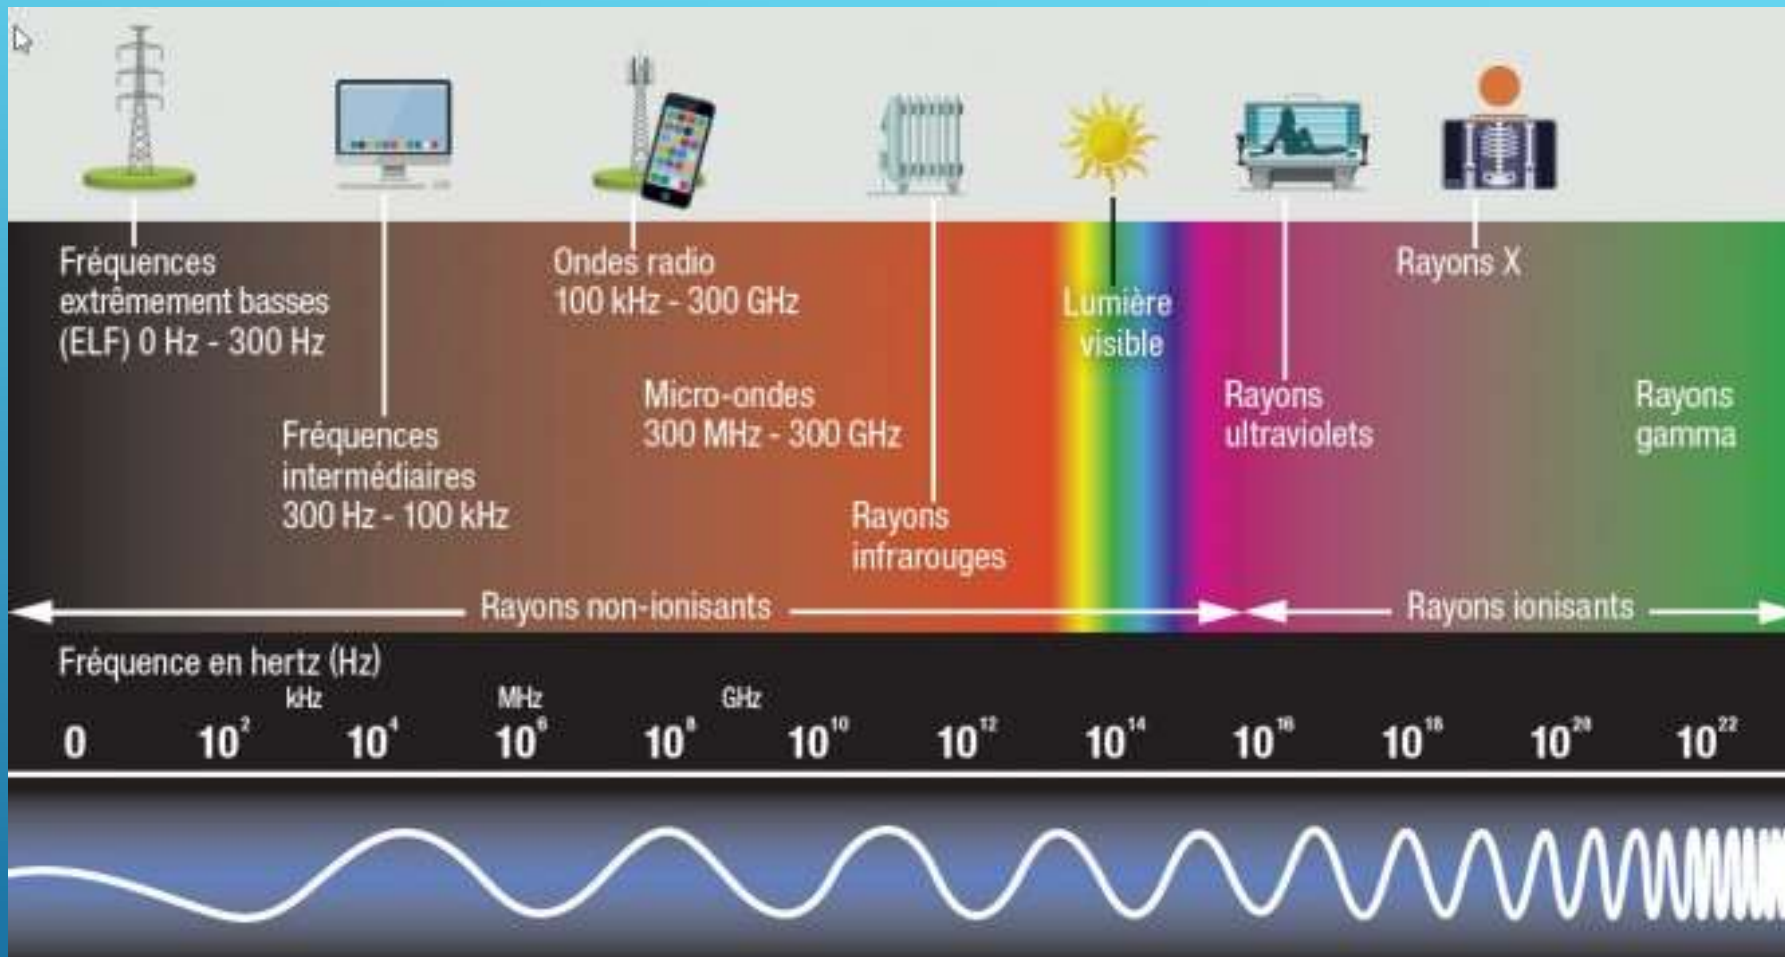 Fréquences
extrêmement basses
(ELF) 0 Hz - 300 Hz
Fréquences
intermédiaires
300 Hz - 100 kHz
Ondes radio
100 kHz - 300 GHz
Micro-ondes
300 MHz - 300 GHz
Rayons
infrarouges
Lumière
visible
Rayons
ultraviolets
Rayons X
Rayons
gamma
Rayons non-ionisants
Rayons ionisants
Fréquence en hertz (Hz)
kHz MHz GHz
0 10² 10⁴ 10⁶ 10⁸ 10¹⁰ 10¹² 10¹⁴ 10¹⁶ 10¹⁸ 10²⁰ 10²²